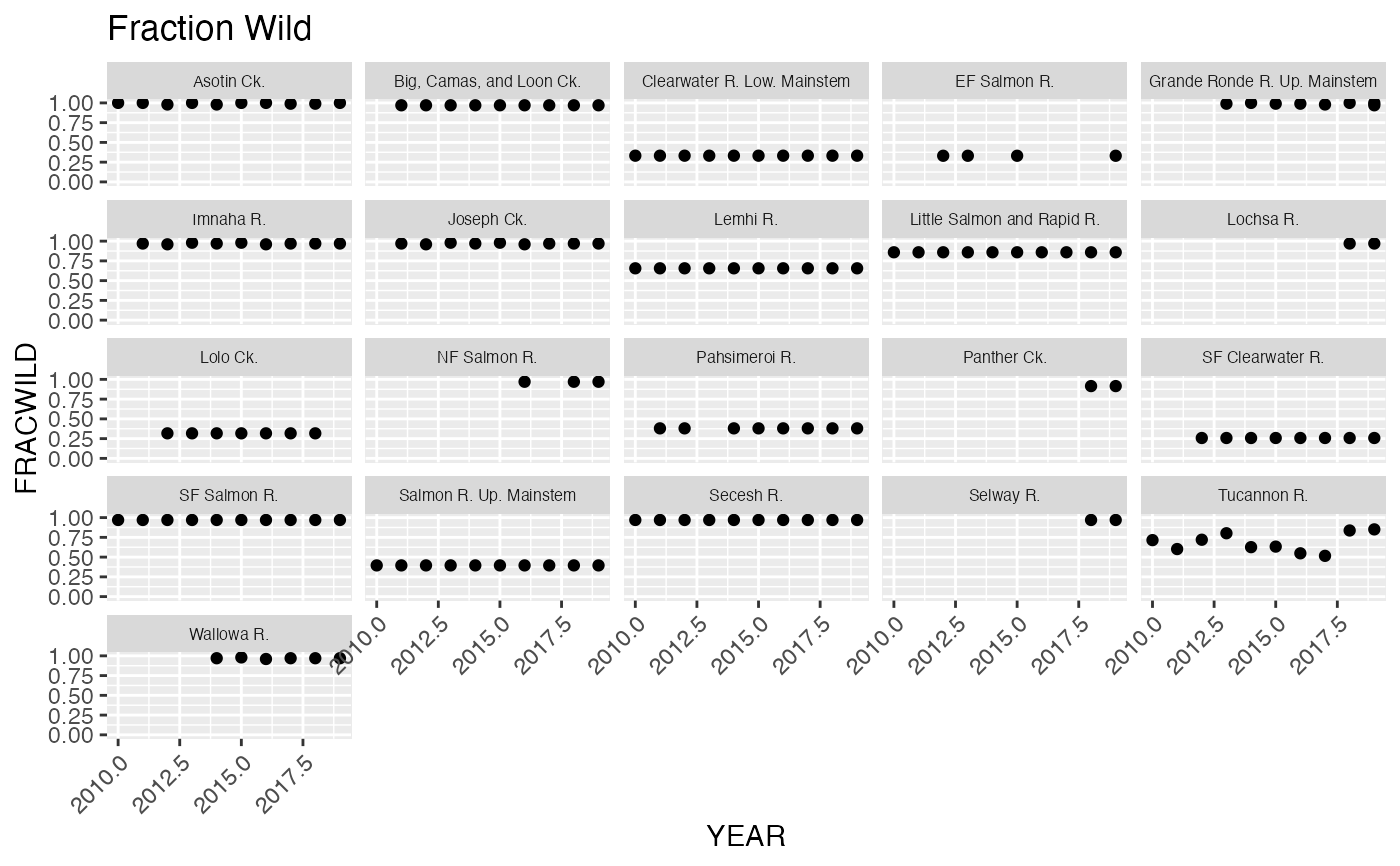 Fraction Wild
Asotin Ck. Big, Camas, and Loon Ck. Clearwater R. Low. Mainstem EF Salmon R. Grande Ronde R. Up. Mainstem
1.00
0.75
0.50
0.25
0.00
Imnaha R. Joseph Ck. Lemhi R. Little Salmon and Rapid R. Lochsa R.
1.00
0.75
0.50
0.25
0.00
Lolo Ck. NF Salmon R. Pahsimeroi R. Panther Ck. SF Clearwater R.
1.00
0.75
0.50
0.25
0.00
FRACWILD
SF Salmon R. Salmon R. Up. Mainstem Secesh R. Selway R. Tucannon R.
1.00
0.75
0.50
0.25
0.00
2010.0 2012.5 2015.0 2017.5 2010.0 2012.5 2015.0 2017.5 2010.0 2012.5 2015.0 2017.5 2010.0 2012.5 2015.0 2017.5
Wallowa R.
1.00
0.75
0.50
0.25
0.00
2010.0 2012.5 2015.0 2017.5
YEAR